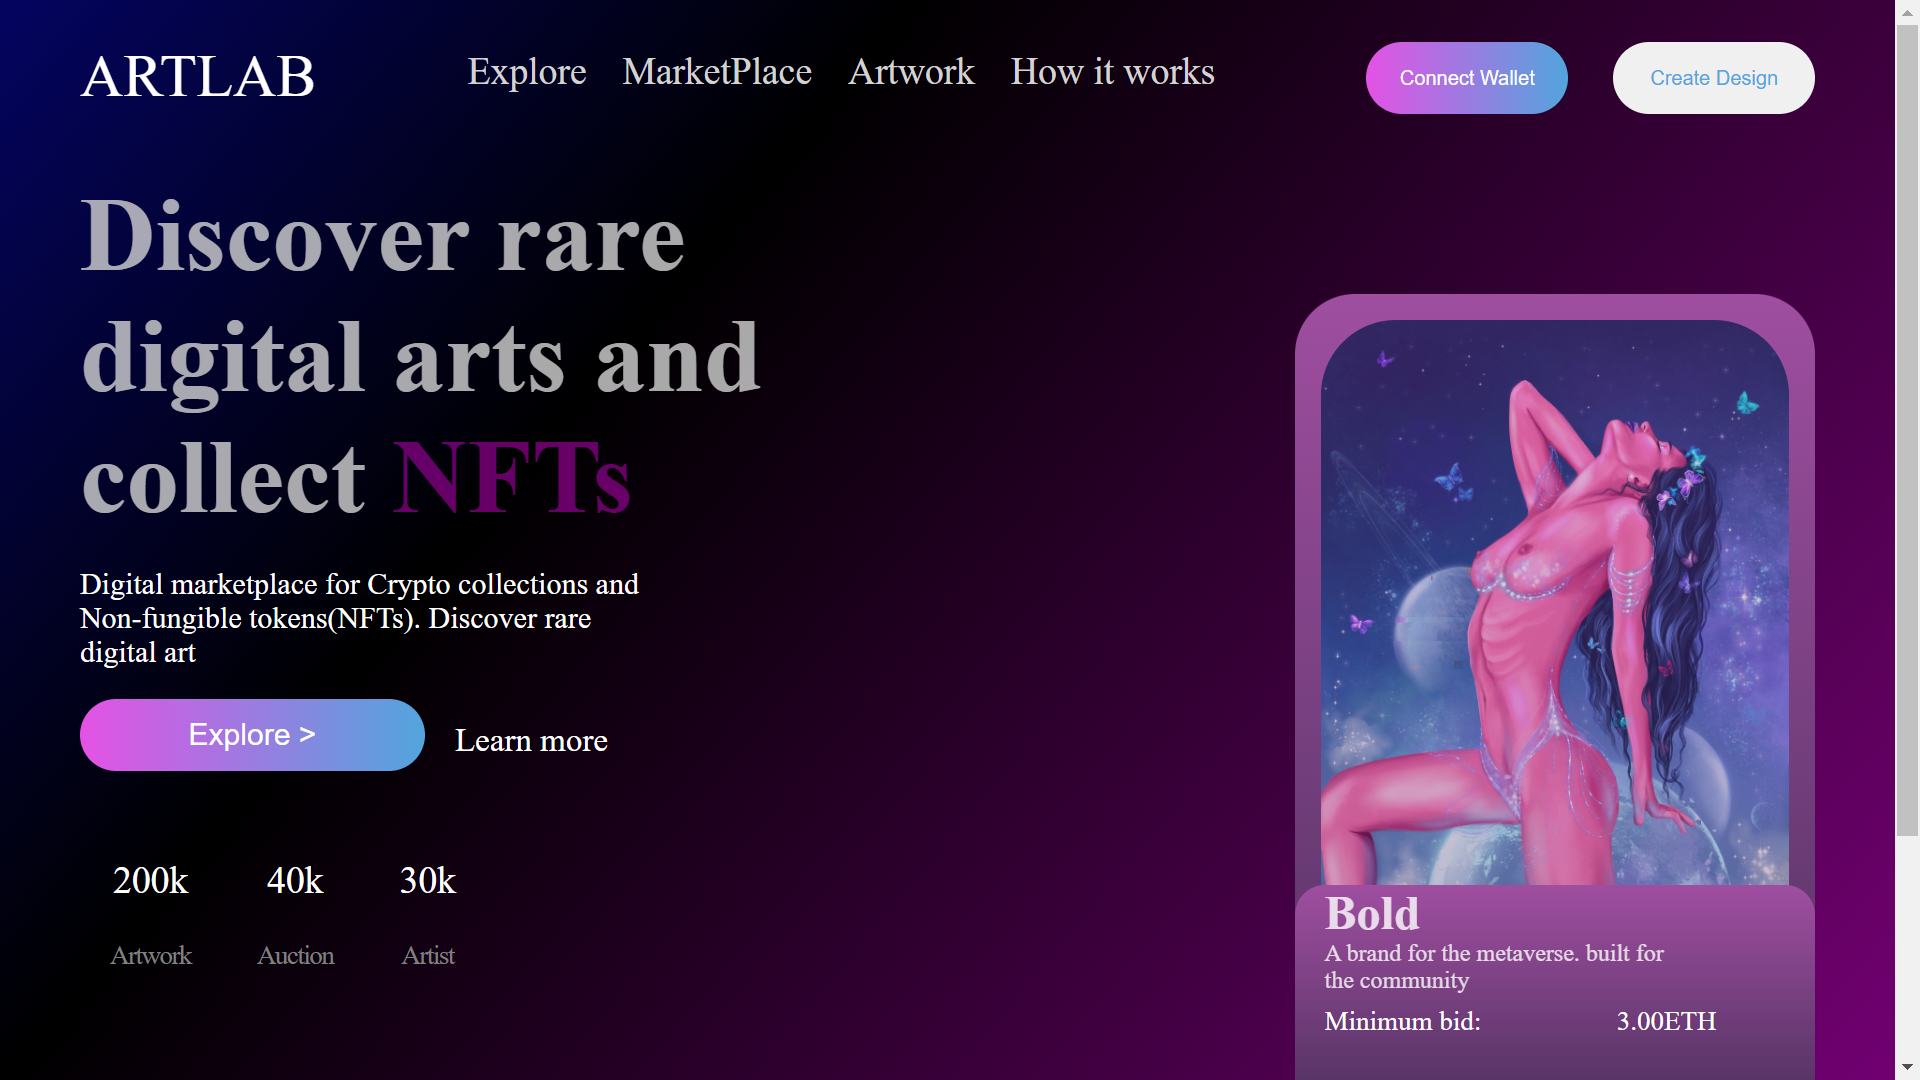 ARTLAB
Explore MarketPlace Artwork How it works
Connect Wallet
Create Design
Discover rare
digital arts and
collect NFTs
Digital marketplace for Crypto collections and
Non-fungible tokens(NFTs). Discover rare
digital art
Explore >
Learn more
200k 40k 30k
Artwork Auction Artist
Bold
A brand for the metaverse. built for
the community
Minimum bid: 3.00ETH